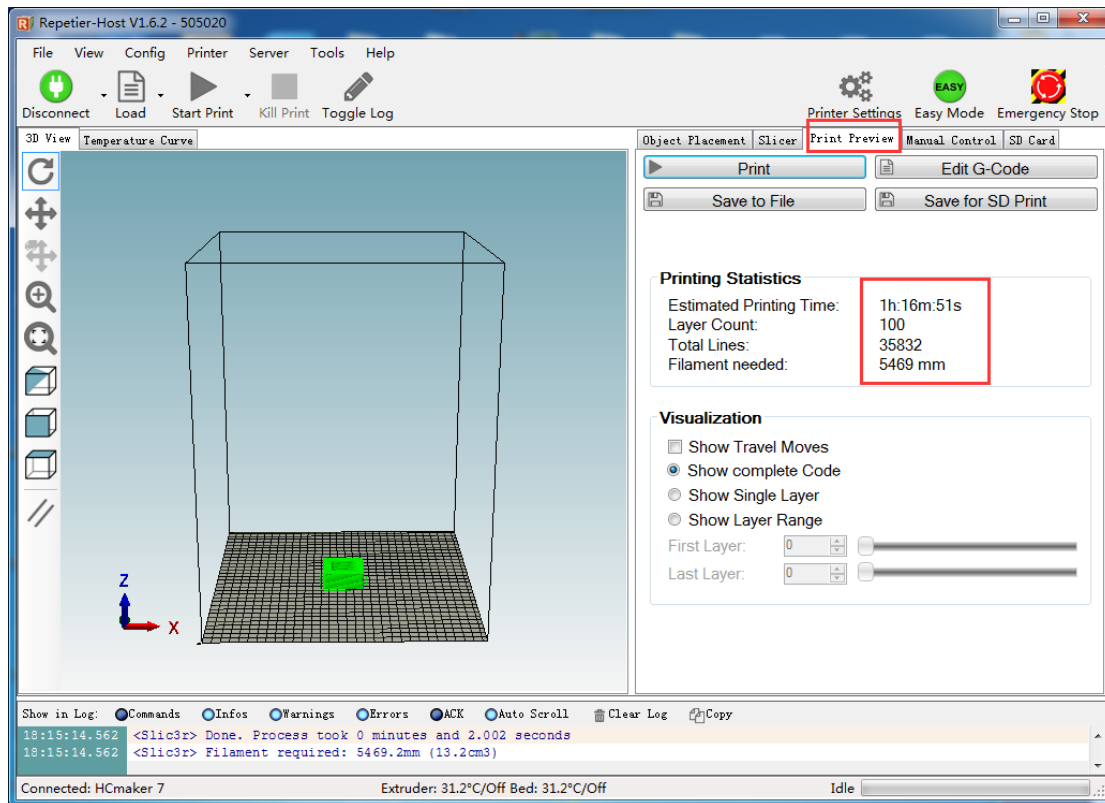 Repetier-Host V1.6.2 - 505020
File View Config Printer Server Tools Help
Disconnect Load Start Print Kill Print Toggle Log Printer Settings Easy Mode Emergency Stop
EASY
3D View Temperature Curve
Object Placement Slicer Print Preview Manual Control SD Card
Print Edit G-Code
Save to File Save for SD Print
Printing Statistics
Estimated Printing Time: 1h:16m:51s
Layer Count: 100
Total Lines: 35832
Filament needed: 5469 mm
Visualization
Show Travel Moves
Show complete Code
Show Single Layer
Show Layer Range
First Layer: 0
Last Layer: 0
Z
X
Show in Log: Commands Infos Warnings Errors ACK Auto Scroll Clear Log Copy
18:15:14.562 <Slic3r> Done. Process took 0 minutes and 2.002 seconds
18:15:14.562 <Slic3r> Filament required: 5469.2mm (13.2cm3)
Connected: HCmaker 7 Extruder: 31.2°C/Off Bed: 31.2°C/Off Idle